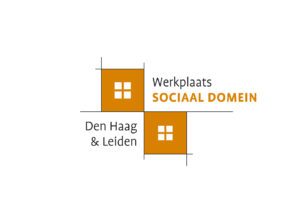 Werkplaats
SOCIAAL DOMEIN
Den Haag
& Leiden